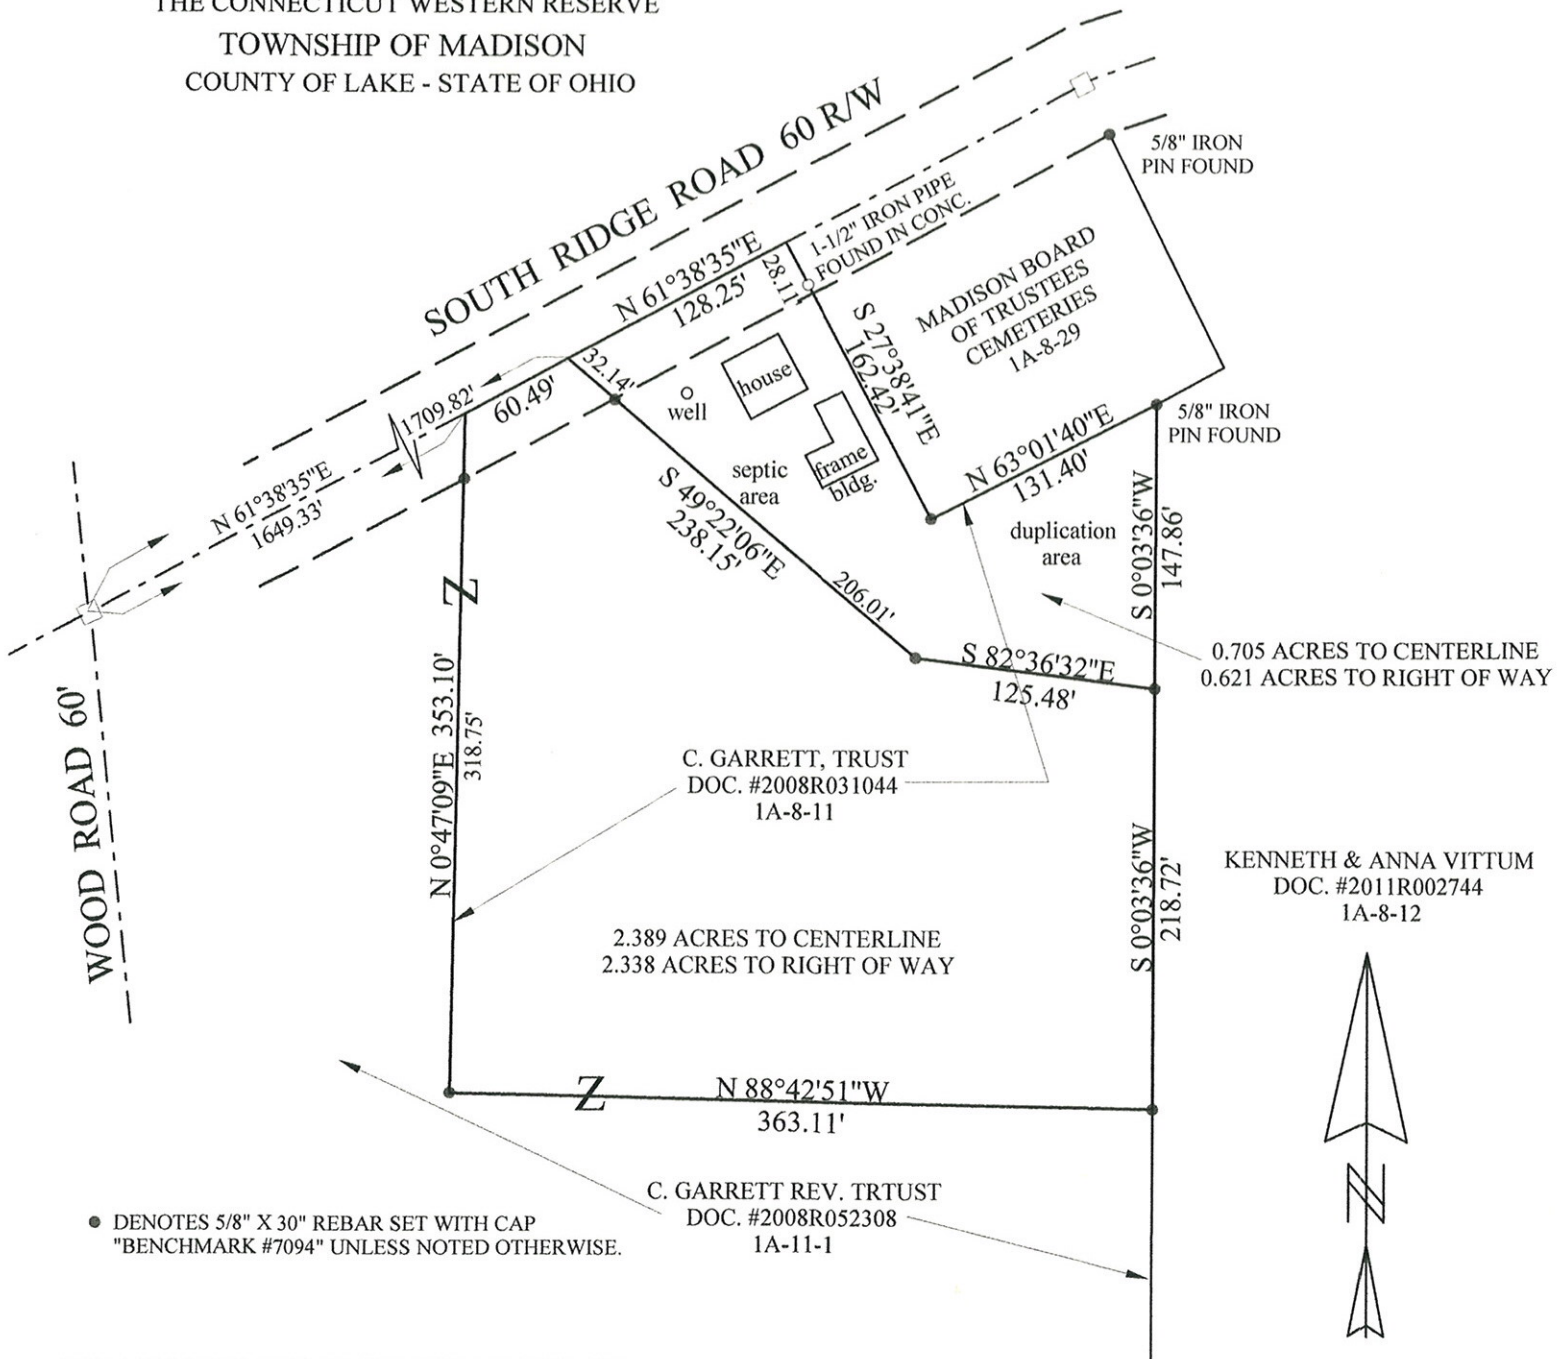 THE CONNECTICUT WESTERN RESERVE
TOWNSHIP OF MADISON
COUNTY OF LAKE - STATE OF OHIO
SOUTH RIDGE ROAD 60 R/W
5/8" IRON
PIN FOUND
1-1/2" IRON PIPE
FOUND IN CONC.
N 61°38'35"E
128.25'
28.11'
MADISON BOARD
OF TRUSTEES
CEMETERIES
1A-8-29
S 27°38'41"E
162.42'
32.14'
house
well
1709.82'
60.49'
5/8" IRON
PIN FOUND
N 63°01'40"E
131.40'
septic
area
frame
bldg.
N 61°38'35"E
1649.33'
S 49°22'06"E
238.15'
206.01'
duplication
area
S 0°03'36"W
147.86'
Z
0.705 ACRES TO CENTERLINE
0.621 ACRES TO RIGHT OF WAY
S 82°36'32"E
125.48'
WOOD ROAD 60'
N 0°47'09"E 353.10'
318.75'
C. GARRETT, TRUST
DOC. #2008R031044
1A-8-11
S 0°03'36"W
218.72'
KENNETH & ANNA VITTUM
DOC. #2011R002744
1A-8-12
2.389 ACRES TO CENTERLINE
2.338 ACRES TO RIGHT OF WAY
Z
N 88°42'51"W
363.11'
N
C. GARRETT REV. TRTUST
DOC. #2008R052308
1A-11-1
DENOTES 5/8" X 30" REBAR SET WITH CAP
"BENCHMARK #7094" UNLESS NOTED OTHERWISE.